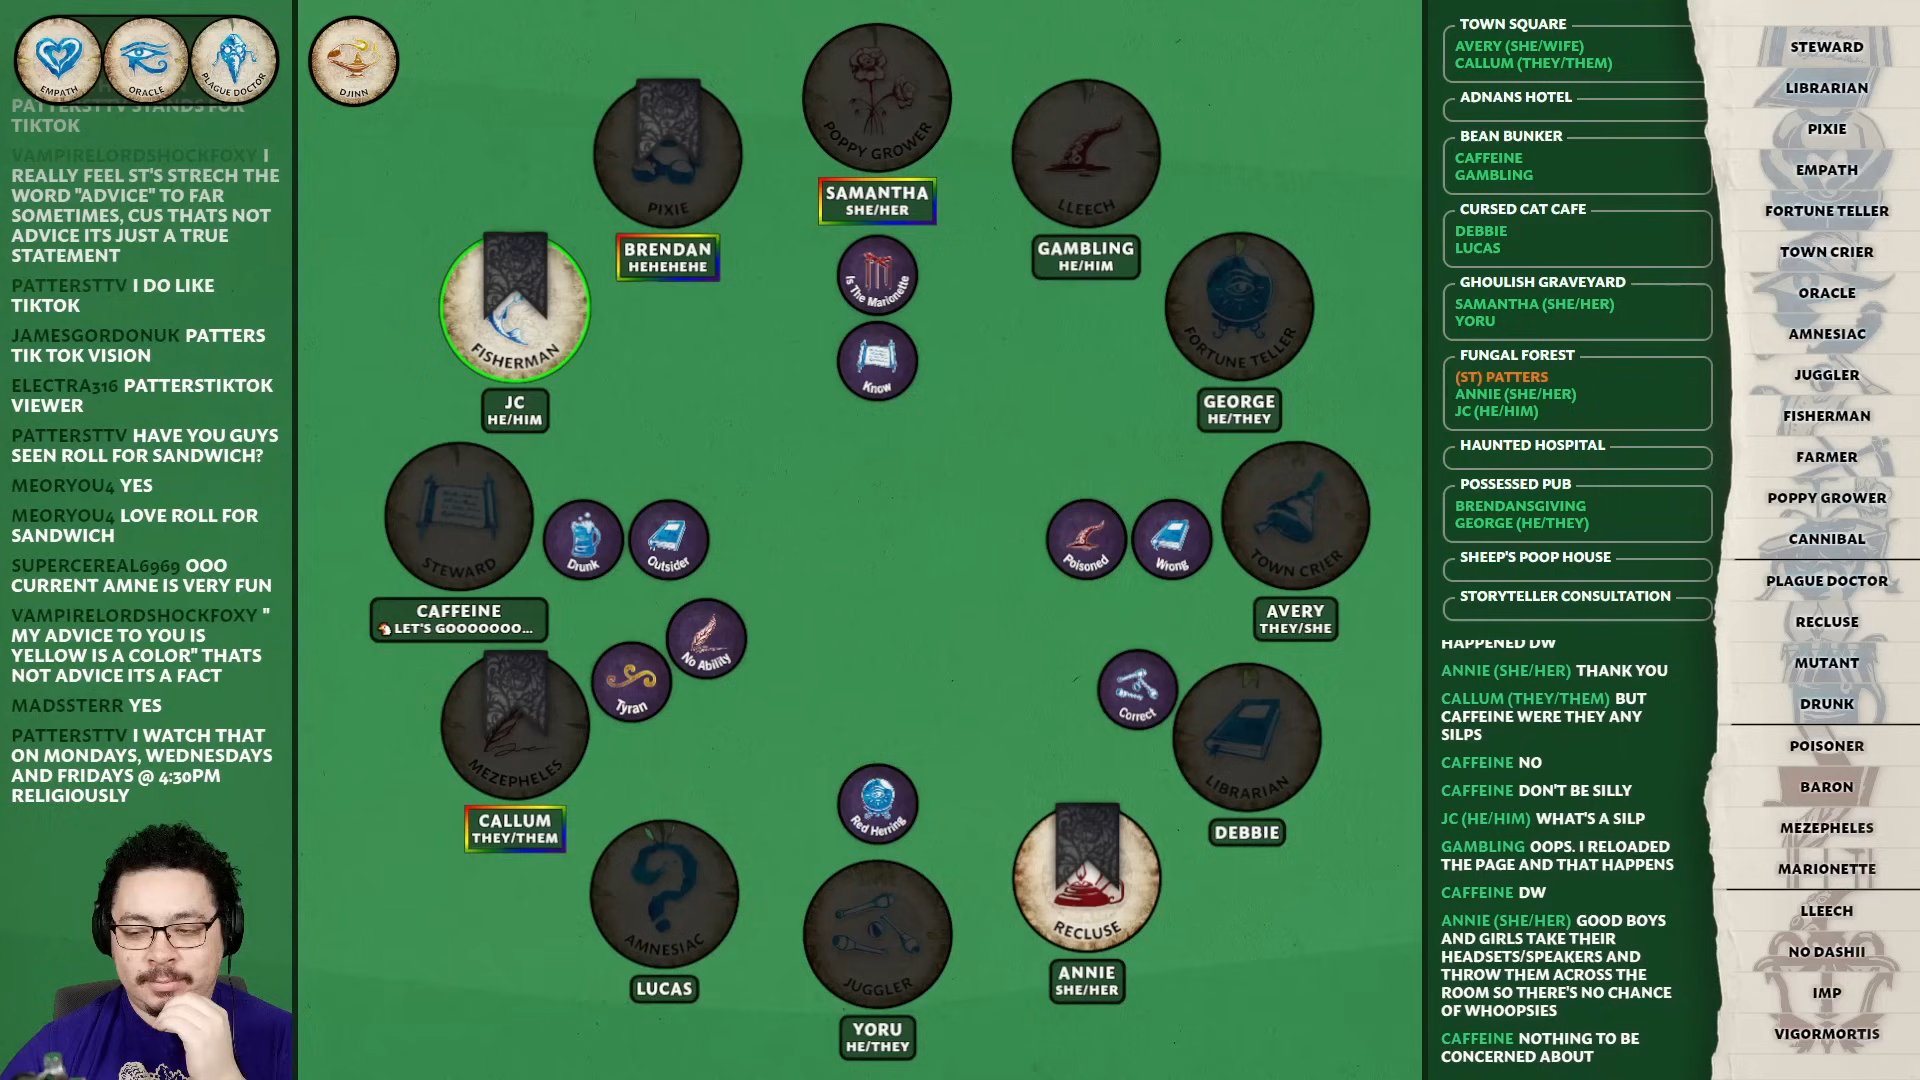 EMPATH
ORACLE
PLAGUE DOCTOR
DJINN
PATTERSTTV STANDS FOR
TIKTOK
VAMPIRELORDSHOCKFOXY I
REALLY FEEL ST'S STRECH THE
WORD "ADVICE" TO FAR
SOMETIMES, CUS THATS NOT
ADVICE ITS JUST A TRUE
STATEMENT
PATTERSTTV I DO LIKE
TIKTOK
JAMESGORDONUK PATTERS
TIK TOK VISION
ELECTRA316 PATTERSTIKTOK
VIEWER
PATTERSTTV HAVE YOU GUYS
SEEN ROLL FOR SANDWICH?
MEORYOU4 YES
MEORYOU4 LOVE ROLL FOR
SANDWICH
SUPERCEREAL6969 OOO
CURRENT AMNE IS VERY FUN
VAMPIRELORDSHOCKFOXY "
MY ADVICE TO YOU IS
YELLOW IS A COLOR" THATS
NOT ADVICE ITS A FACT
MADSSTERR YES
PATTERSTTV I WATCH THAT
ON MONDAYS, WEDNESDAYS
AND FRIDAYS @ 4:30PM
RELIGIOUSLY
POPPY GROWER
SAMANTHA
SHE/HER
Is The Marionette
Know
LLEECH
GAMBLING
HE/HIM
FORTUNE TELLER
GEORGE
HE/THEY
TOWN CRIER
AVERY
THEY/SHE
Poisoned
Wrong
LIBRARIAN
DEBBIE
Correct
RECLUSE
ANNIE
SHE/HER
JUGGLER
YORU
HE/THEY
Red Herring
AMNESIAC
LUCAS
MEZEPHELES
CALLUM
THEY/THEM
Tyran
No Ability
STEWARD
CAFFEINE
LET'S GOOOOOOO...
Drunk
Outsider
FISHERMAN
JC
HE/HIM
PIXIE
BRENDAN
HEHEHEHE
TOWN SQUARE
AVERY (SHE/WIFE)
CALLUM (THEY/THEM)
ADNANS HOTEL
BEAN BUNKER
CAFFEINE
GAMBLING
CURSED CAT CAFE
DEBBIE
LUCAS
GHOULISH GRAVEYARD
SAMANTHA (SHE/HER)
YORU
FUNGAL FOREST
(ST) PATTERS
ANNIE (SHE/HER)
JC (HE/HIM)
HAUNTED HOSPITAL
POSSESSED PUB
BRENDANSGIVING
GEORGE (HE/THEY)
SHEEP'S POOP HOUSE
STORYTELLER CONSULTATION
HAPPENED DW
ANNIE (SHE/HER) THANK YOU
CALLUM (THEY/THEM) BUT
CAFFEINE WERE THEY ANY
SILPS
CAFFEINE NO
CAFFEINE DON'T BE SILLY
JC (HE/HIM) WHAT'S A SILP
GAMBLING OOPS. I RELOADED
THE PAGE AND THAT HAPPENS
CAFFEINE DW
ANNIE (SHE/HER) GOOD BOYS
AND GIRLS TAKE THEIR
HEADSETS/SPEAKERS AND
THROW THEM ACROSS THE
ROOM SO THERE'S NO CHANCE
OF WHOOPSIES
CAFFEINE NOTHING TO BE
CONCERNED ABOUT
STEWARD
LIBRARIAN
PIXIE
EMPATH
FORTUNE TELLER
TOWN CRIER
ORACLE
AMNESIAC
JUGGLER
FISHERMAN
FARMER
POPPY GROWER
CANNIBAL
PLAGUE DOCTOR
RECLUSE
MUTANT
DRUNK
POISONER
BARON
MEZEPHELES
MARIONETTE
LLEECH
NO DASHII
IMP
VIGORMORTIS